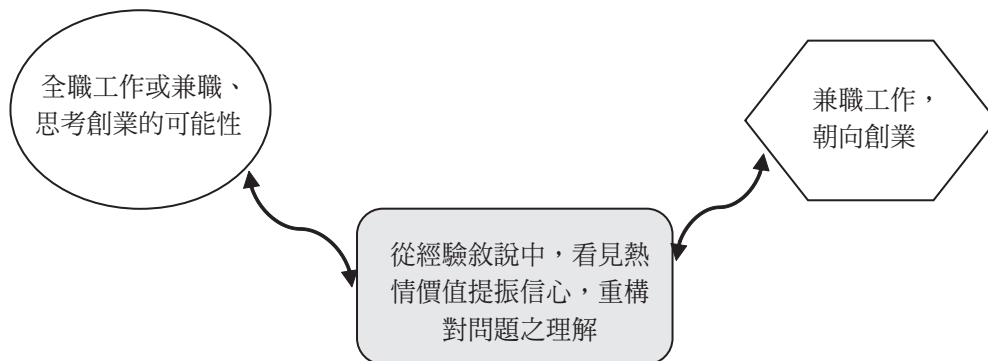 全職工作或兼職、
思考創業的可能性
兼職工作，
朝向創業
從經驗敘說中，看見熱
情價值提振信心，重構
對問題之理解